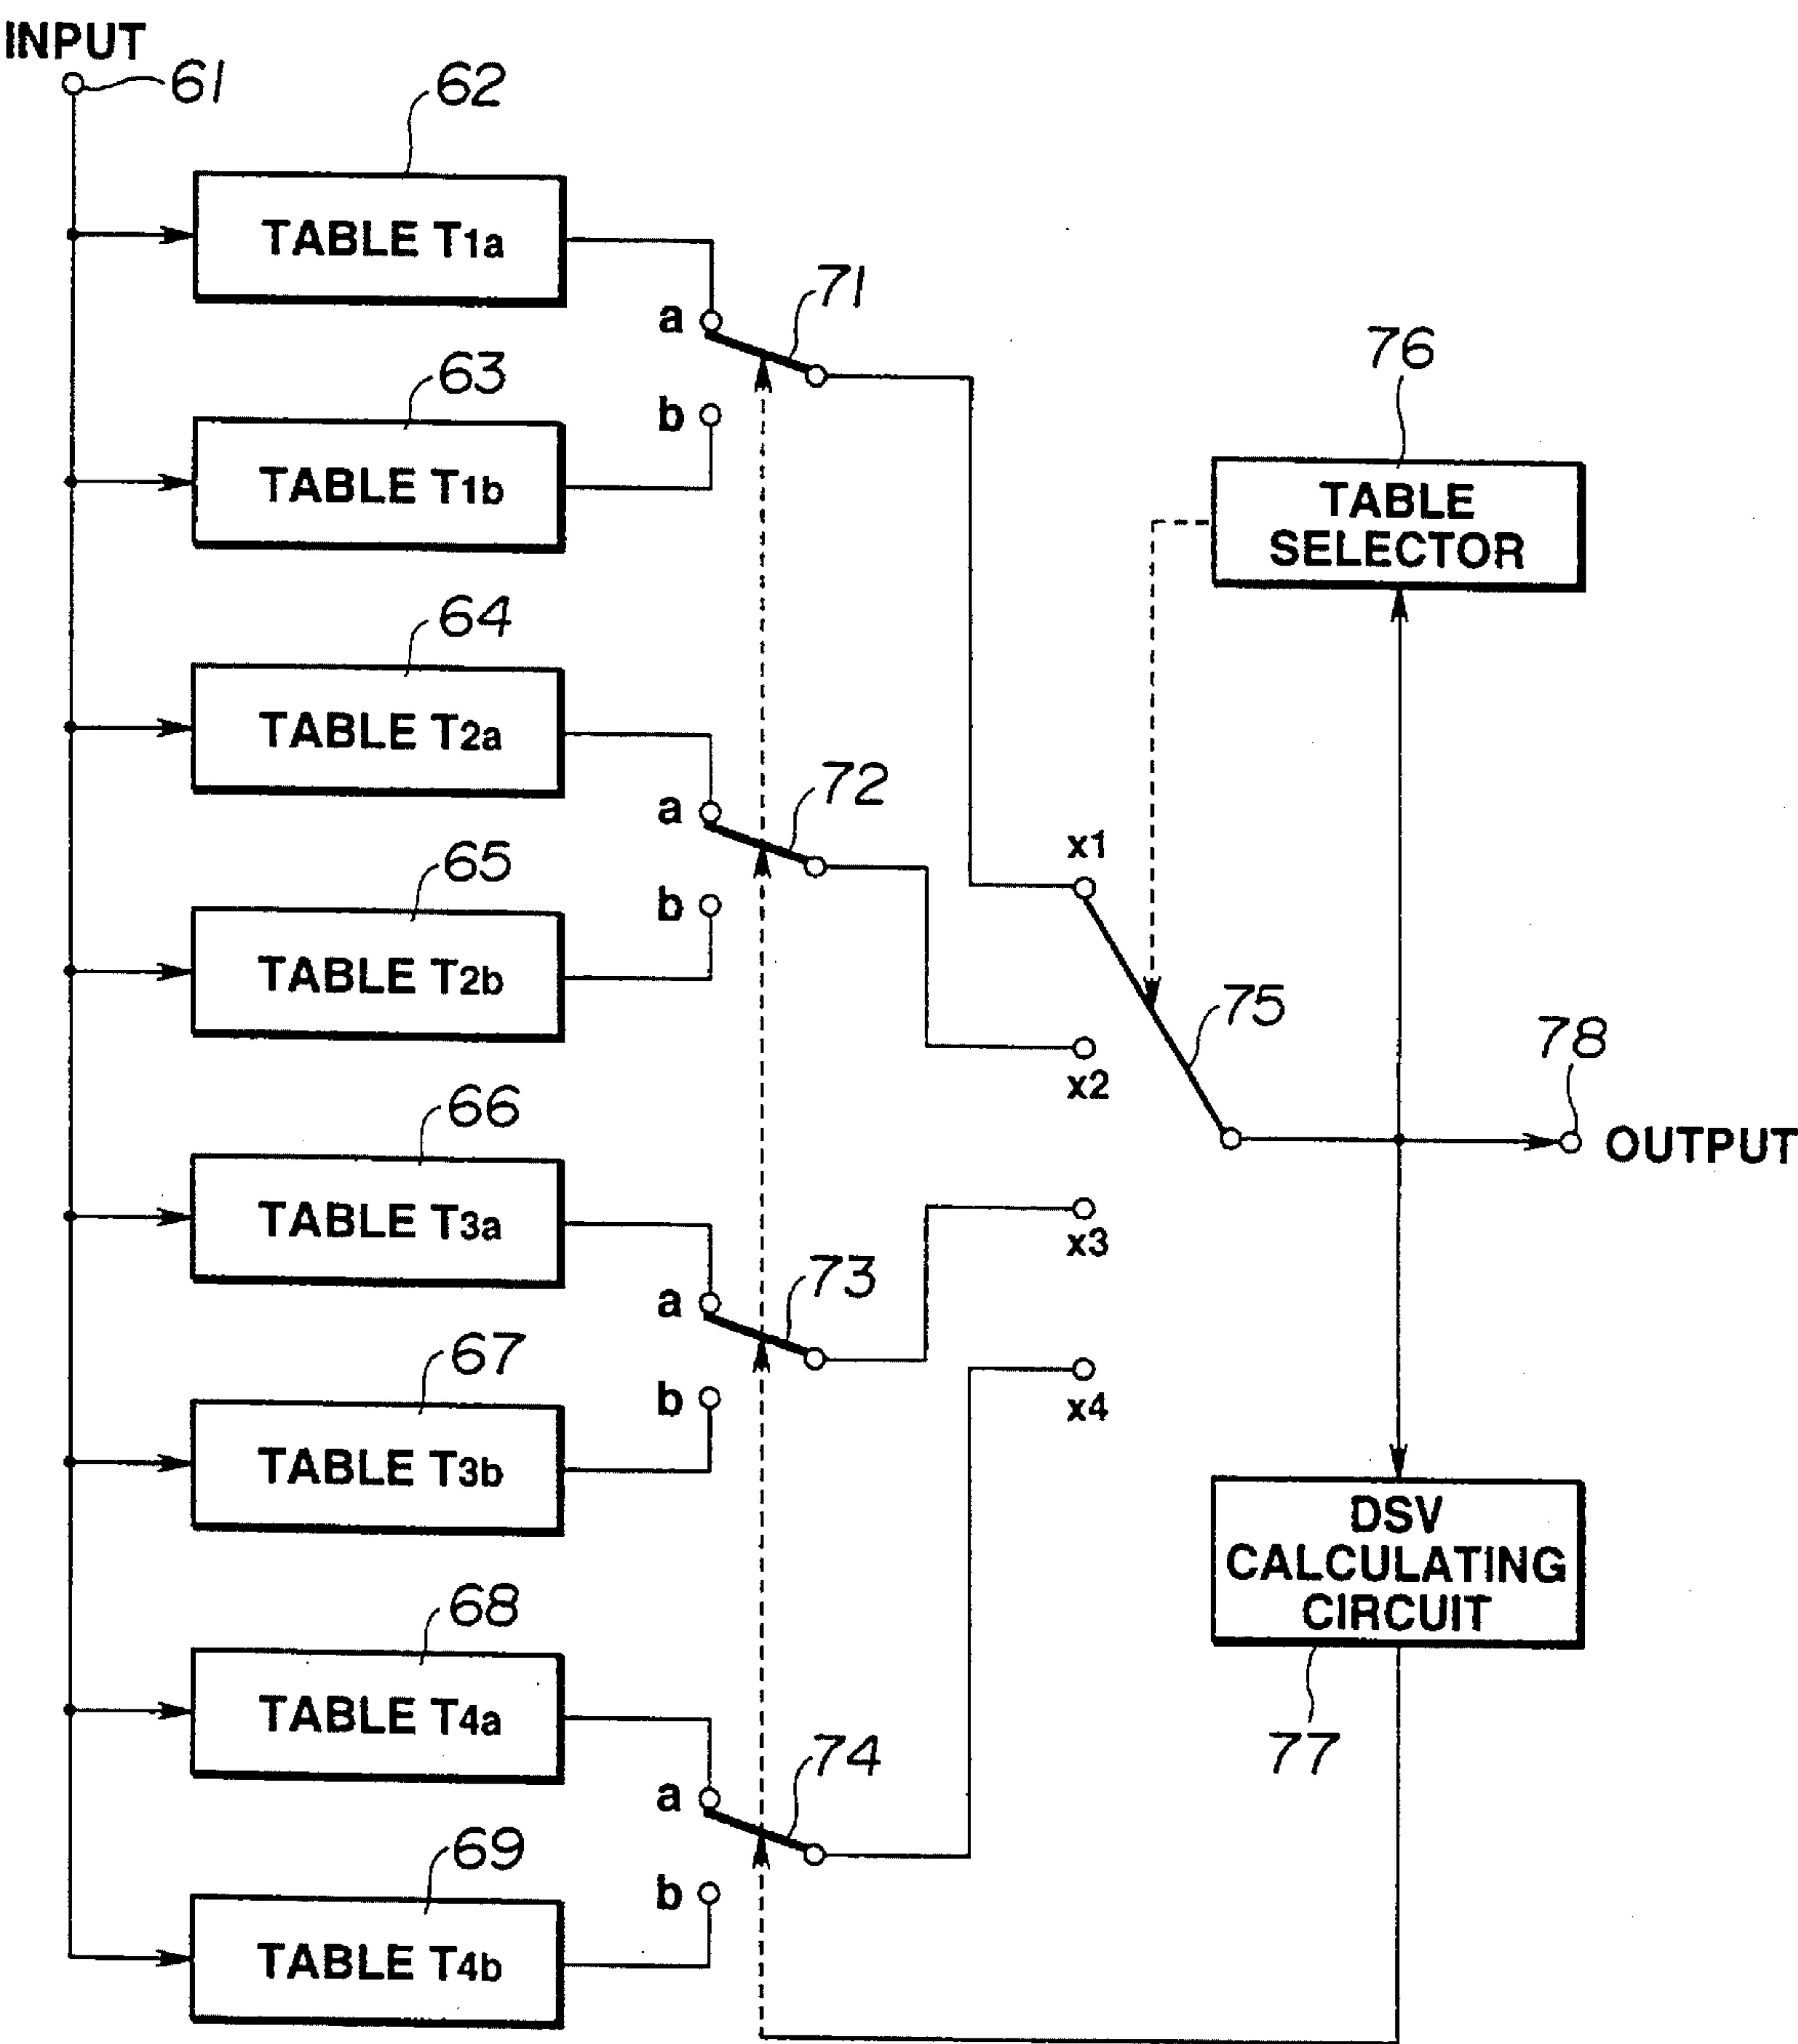 INPUT
61
62
TABLE T1a
a
71
63
b
TABLE T1b
76
TABLE
SELECTOR
64
TABLE T2a
a
72
x1
65
b
TABLE T2b
75
78
x2
66
OUTPUT
TABLE T3a
x3
a
73
67
b
x4
TABLE T3b
DSV
CALCULATING
CIRCUIT
68
TABLE T4a
77
a
74
69
b
TABLE T4b